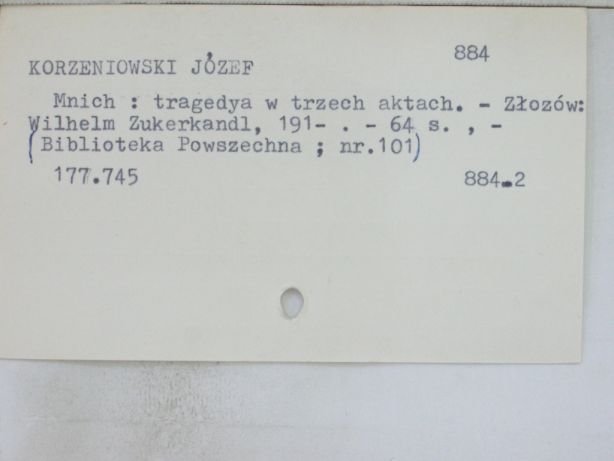 884
KORZENIOWSKI JÓZEF
Mnich : tragedya w trzech aktach. - Złozów:
Wilhelm Zukerkandl, 191- . - 64 s. , -
(Biblioteka Powszechna ; nr.101)
177.745 884.2